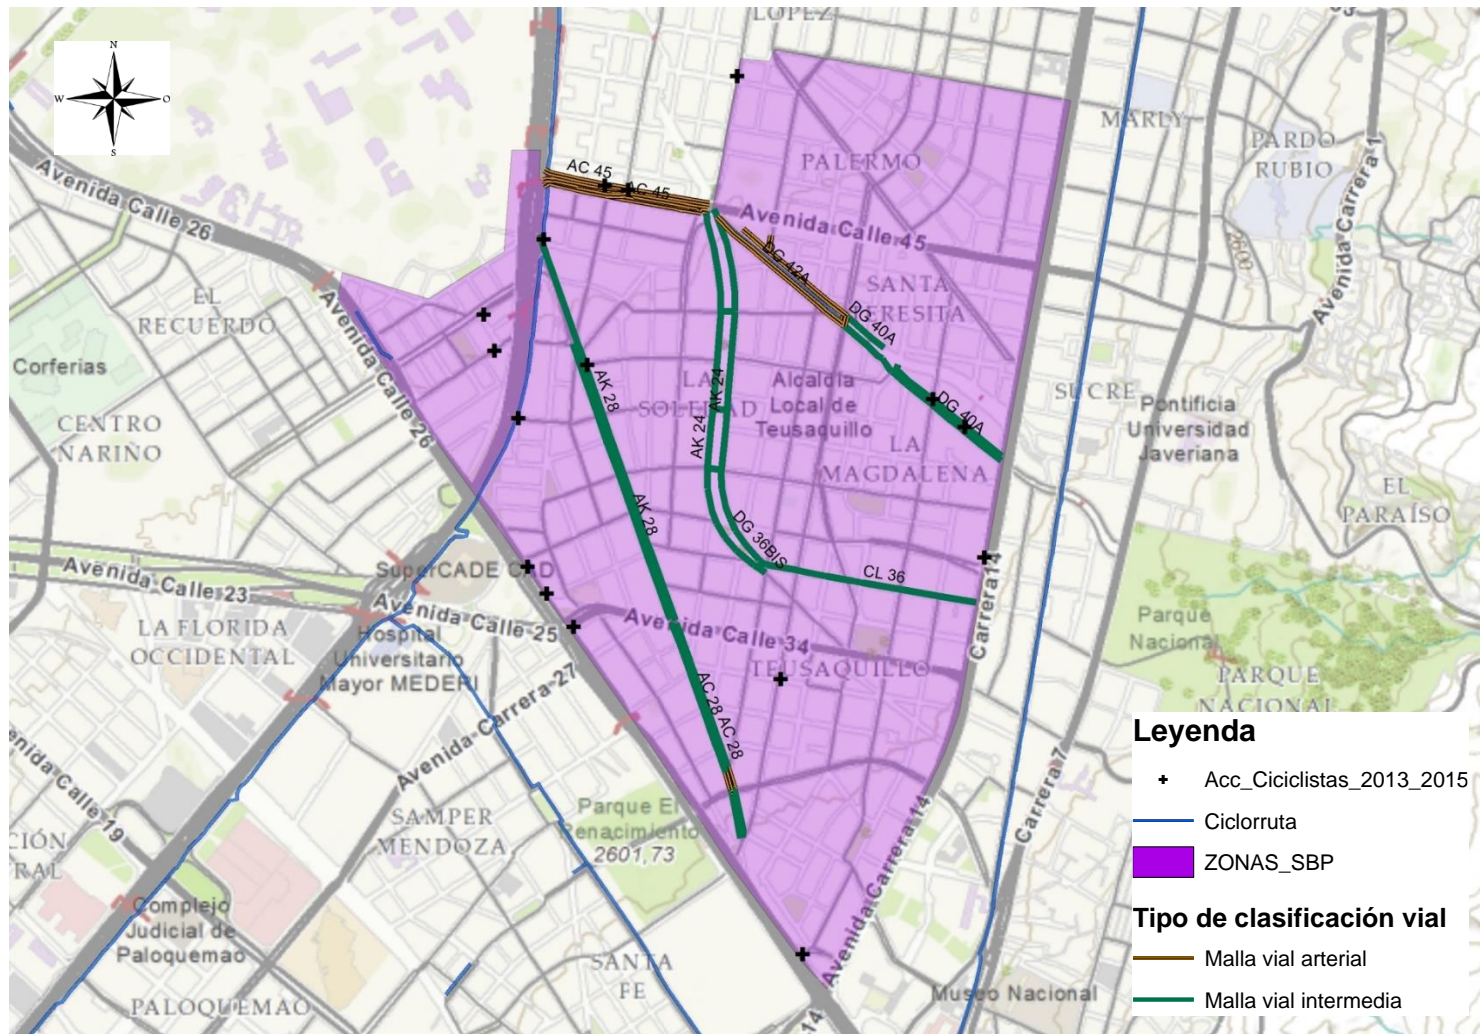 LOPEZ
N
W
O
S
MARLY
PARDO
RUBIO
PALERMO
AC 45
AC 45
Avenida Calle 26
Avenida Calle 45
Avenida Carrera 1
2600
DG 42A
SANTA
TERESITA
DG 40A
EL
RECUERDO
Avenida Calle 26
Corferias
AK 28
LA
SOLEDAD
AK 24
AK 24
Alcaldía
Local de
Teusaquillo
DG 40A
SUCRE
Pontificia
Universidad
Javeriana
CENTRO
NARIÑO
LA
MAGDALENA
EL
PARAÍSO
AK 28
DG 36BIS
CL 36
SuperCADE CAD
Avenida Calle 23
Avenida Calle 25
Avenida Calle 34
Carrera 14
Parque
Nacional
LA FLORIDA
OCCIDENTAL
Hospital
Universitario
Mayor MEDERI
TEUSAQUILLO
PARQUE
NACIONAL
Avenida Carrera 27
AC 28
AC 28
Carrera 7
Avenida Calle 19
SAMPER
MENDOZA
Parque El
Renacimiento
2601,73
CIÓN
RAL
Avenida Carrera 14
Complejo
Judicial de
Paloquemao
SANTA
FE
PALOQUEMAO
Museo Nacional
14
Leyenda
Acc_Ciciclistas_2013_2015
Ciclorruta
ZONAS_SBP
Tipo de clasificación vial
Malla vial arterial
Malla vial intermedia